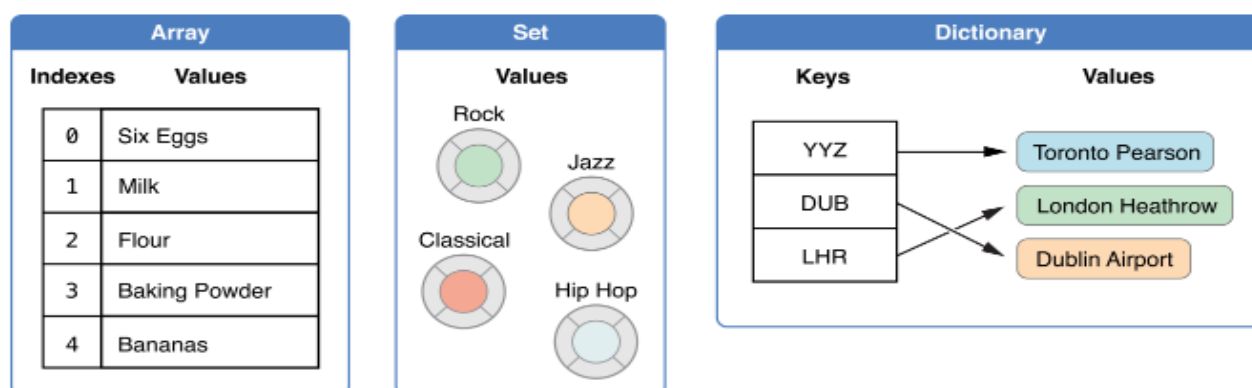 Array
Indexes Values
0 Six Eggs
1 Milk
2 Flour
3 Baking Powder
4 Bananas
Set
Values
Rock
Jazz
Classical
Hip Hop
Dictionary
Keys Values
YYZ Toronto Pearson
DUB London Heathrow
LHR Dublin Airport